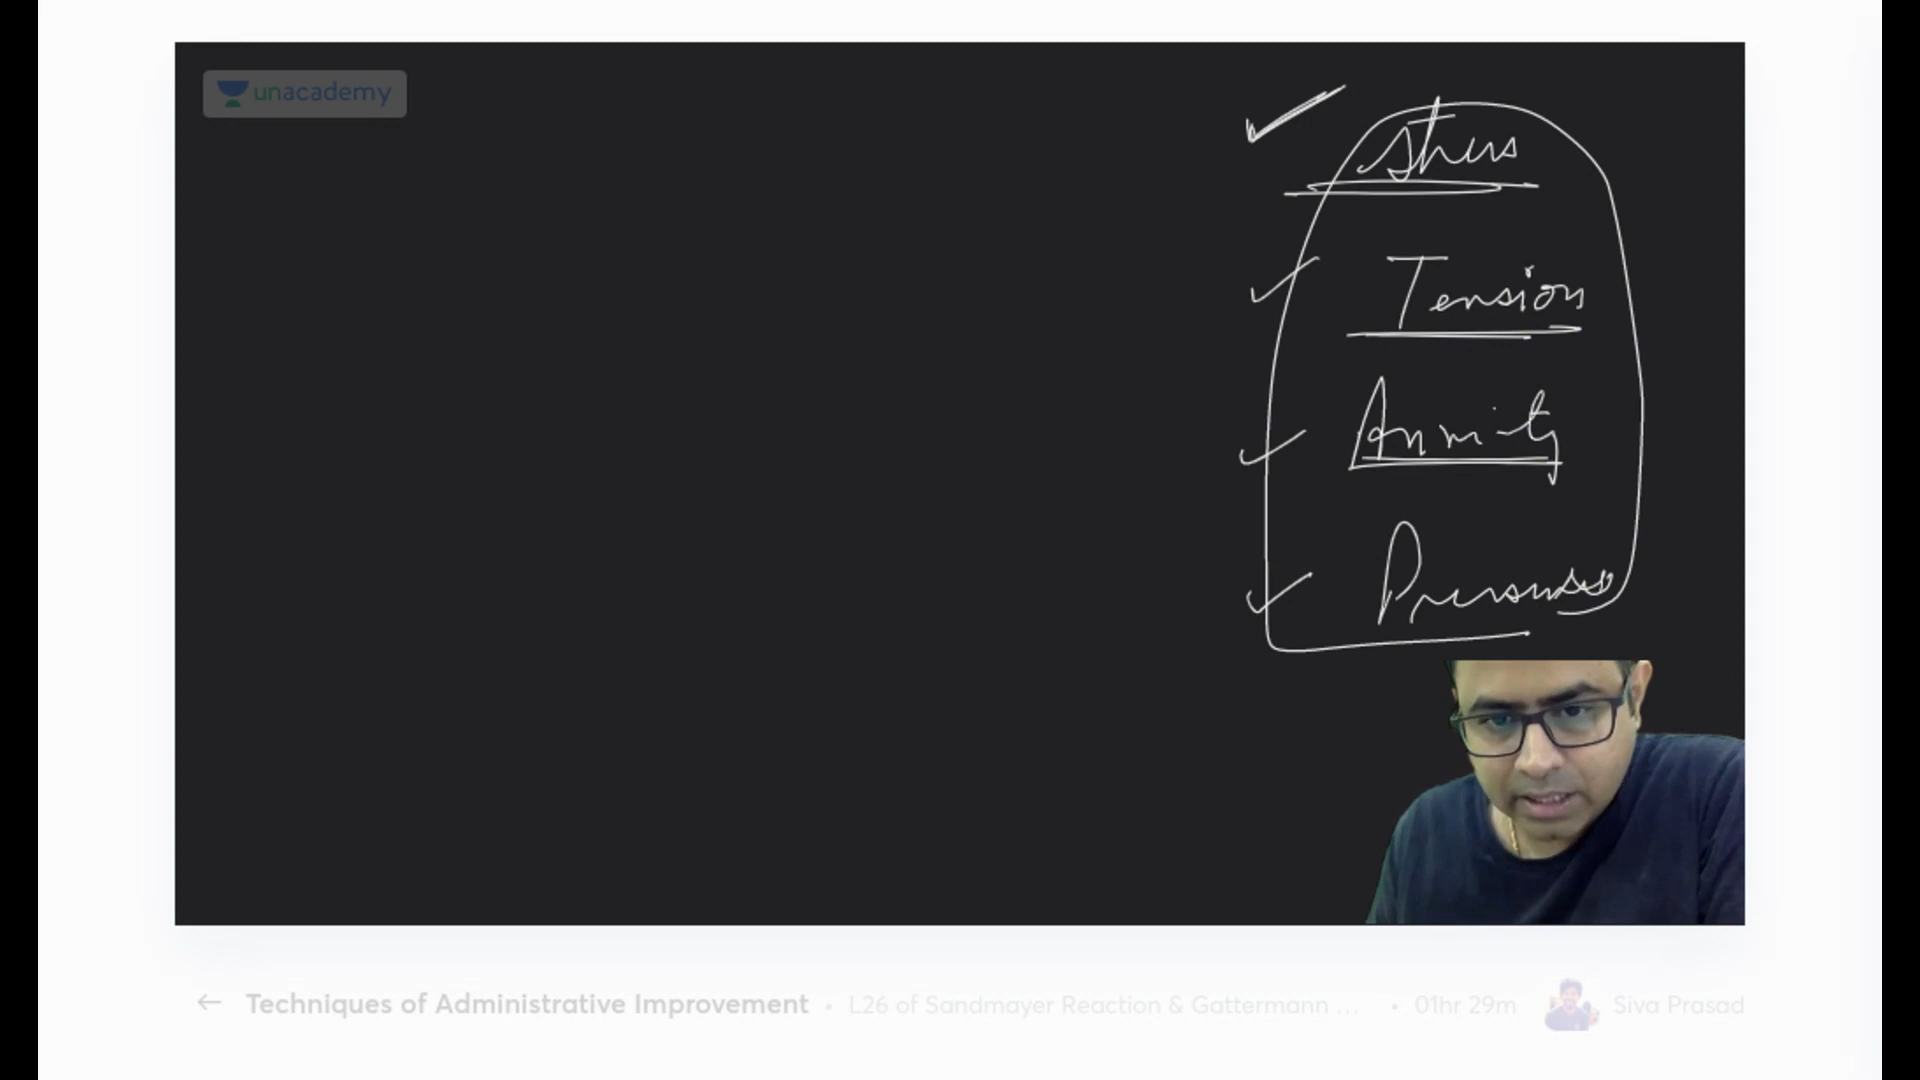 unacademy
Stress
Tension
Anxiety
Pressures
Techniques of Administrative Improvement • L26 of Sandmayer Reaction & Gattermann ... • 01hr 29m Siva Prasad